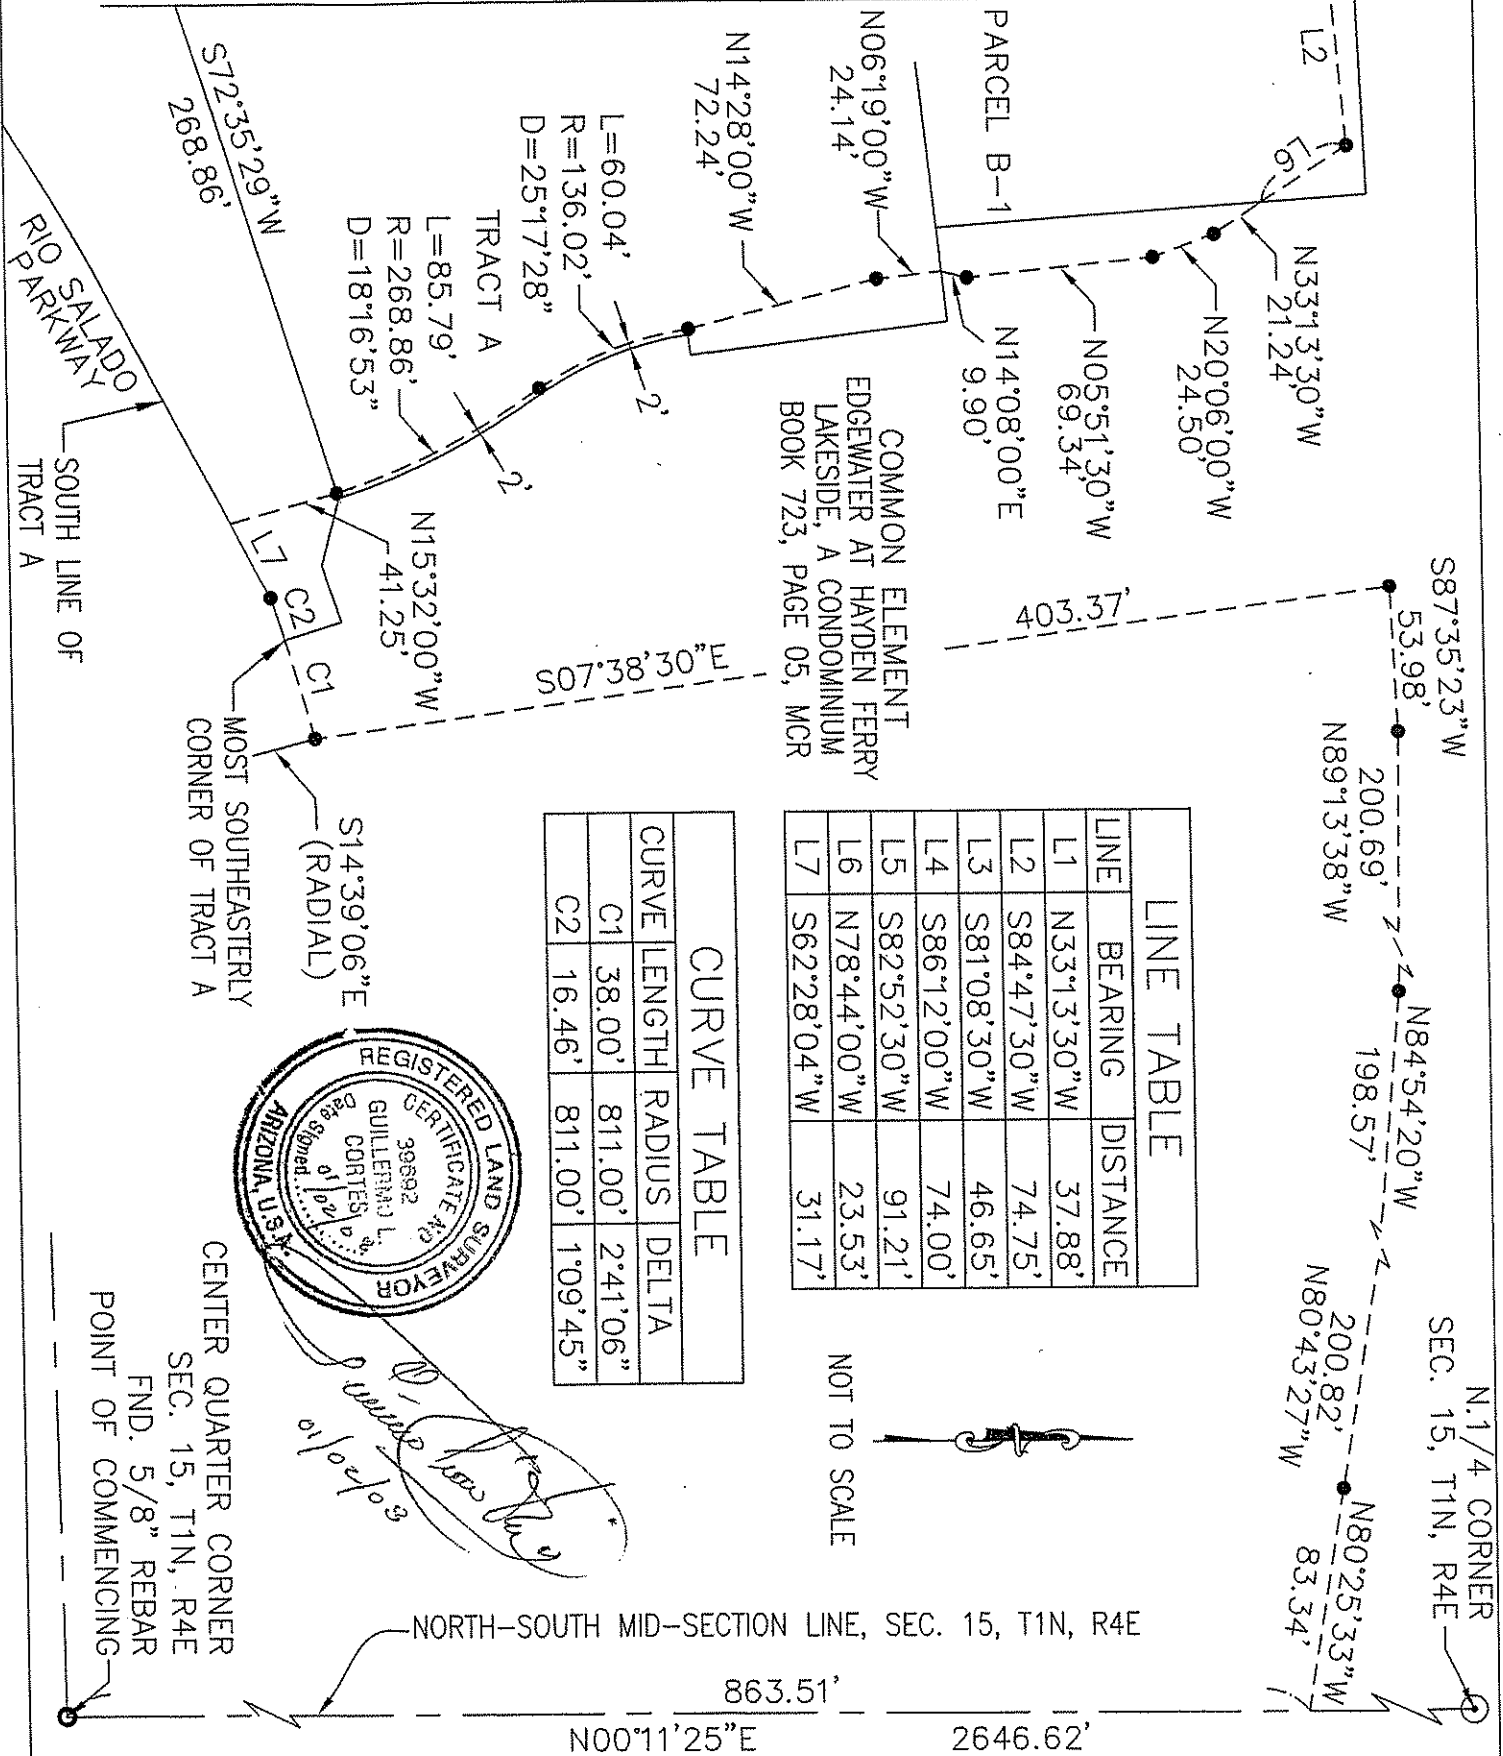 L2
L6
PARCEL B-1
N06°19'00"W
24.14'
N14°28'00"W
72.24'
N33°13'30"W
21.24'
N20°06'00"W
24.50'
N05°51'30"W
69.34'
N14°08'00"E
9.90'
L=60.04'
R=136.02'
D=25°17'28"
2'
TRACT A
L=85.79'
R=268.86'
D=18°16'53"
2'
S72°35'29"W
268.86'
RIO SALADO
PARKWAY
SOUTH LINE OF
TRACT A
N15°32'00"W
41.25'
L7
C2
C1
MOST SOUTHEASTERLY
CORNER OF TRACT A
S14°39'06"E
(RADIAL)
COMMON ELEMENT
EDGEWATER AT HAYDEN FERRY
LAKESIDE, A CONDOMINIUM
BOOK 723, PAGE 05, MCR
S07°38'30"E
403.37'
S87°35'23"W
53.98'
200.69'
N89°13'38"W
N84°54'20"W
198.57'
200.82'
N80°43'27"W
N80°25'33"W
83.34'
N.1/4 CORNER
SEC. 15, T1N, R4E
LINE TABLE
LINE BEARING DISTANCE
L1 N33°13'30"W 37.88'
L2 S84°47'30"W 74.75'
L3 S81°08'30"W 46.65'
L4 S86°12'00"W 74.00'
L5 S82°52'30"W 91.21'
L6 N78°44'00"W 23.53'
L7 S62°28'04"W 31.17'
CURVE TABLE
CURVE LENGTH RADIUS DELTA
C1 38.00' 811.00' 2°41'06"
C2 16.46' 811.00' 1°09'45"
NOT TO SCALE
REGISTERED LAND SURVEYOR
CERTIFICATE NO
39692
GUILLERMO L.
CORTES
Date Signed
ARIZONA, U.S.A.
CENTER QUARTER CORNER
SEC. 15, T1N, R4E
FND. 5/8" REBAR
POINT OF COMMENCING
NORTH-SOUTH MID-SECTION LINE, SEC. 15, T1N, R4E
863.51'
N00°11'25"E
2646.62'